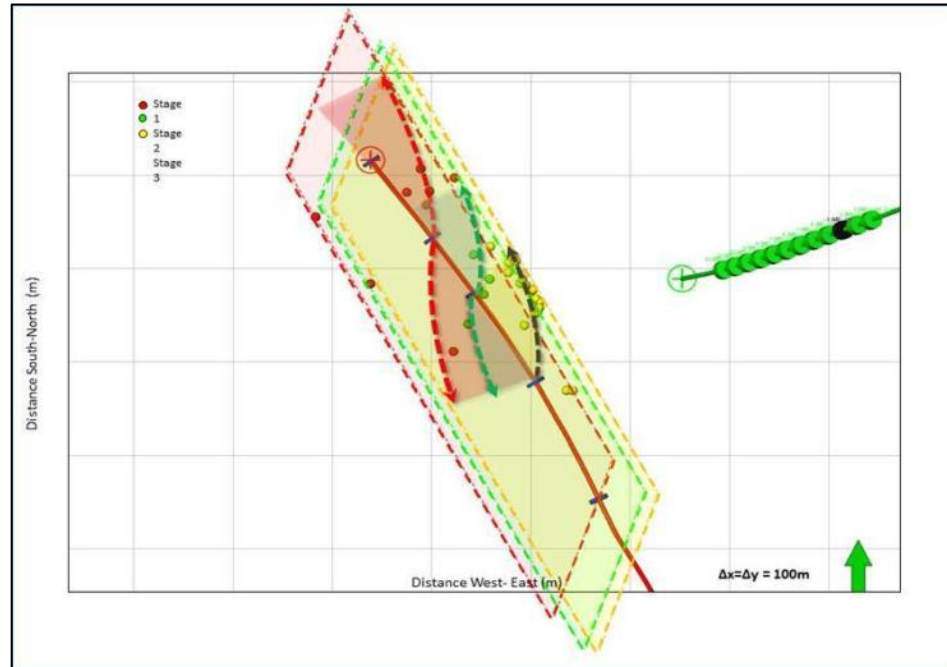 Stage
1
Stage
2
Stage
3
Distance South-North (m)
Distance West- East (m)
Δx=Δy = 100m